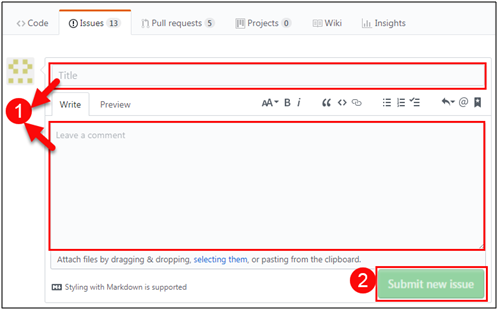 Code Issues 13 Pull requests 5 Projects 0 Wiki Insights
Title
1
Write Preview AA B i
Leave a comment
Attach files by dragging & dropping, selecting them, or pasting from the clipboard.
2
Styling with Markdown is supported
Submit new issue